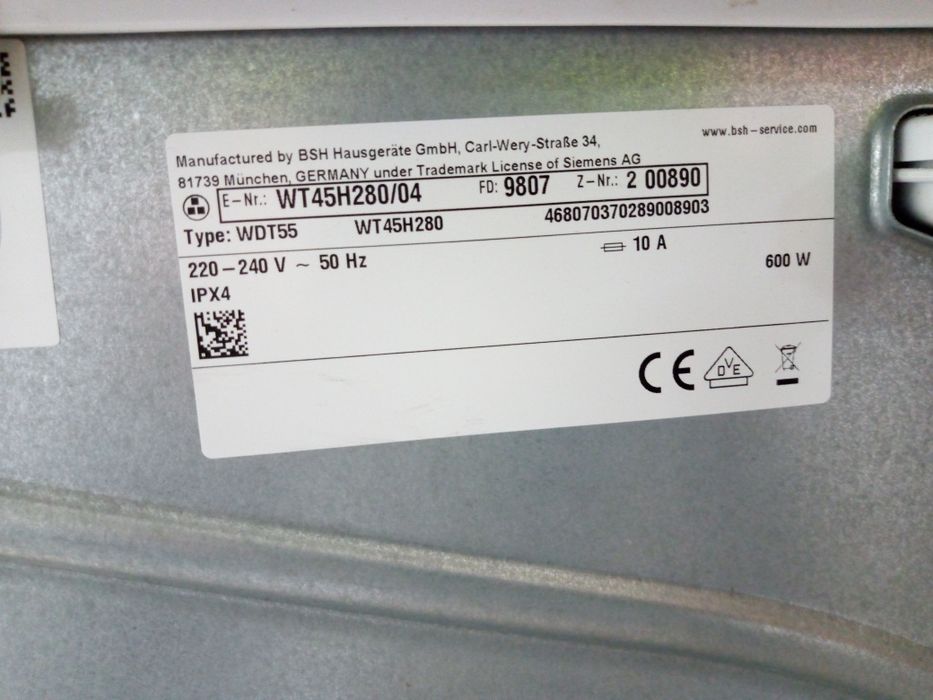 www.bsh-service.com
Manufactured by BSH Hausgeräte GmbH, Carl-Wery-Straße 34,
81739 München, GERMANY under Trademark License of Siemens AG
E-Nr.: WT45H280/04 FD: 9807 Z-Nr.: 2 00890
Type: WDT55 WT45H280 468070370289008903
220-240 V ~ 50 Hz 10 A 600 W
IPX4
CE DVE